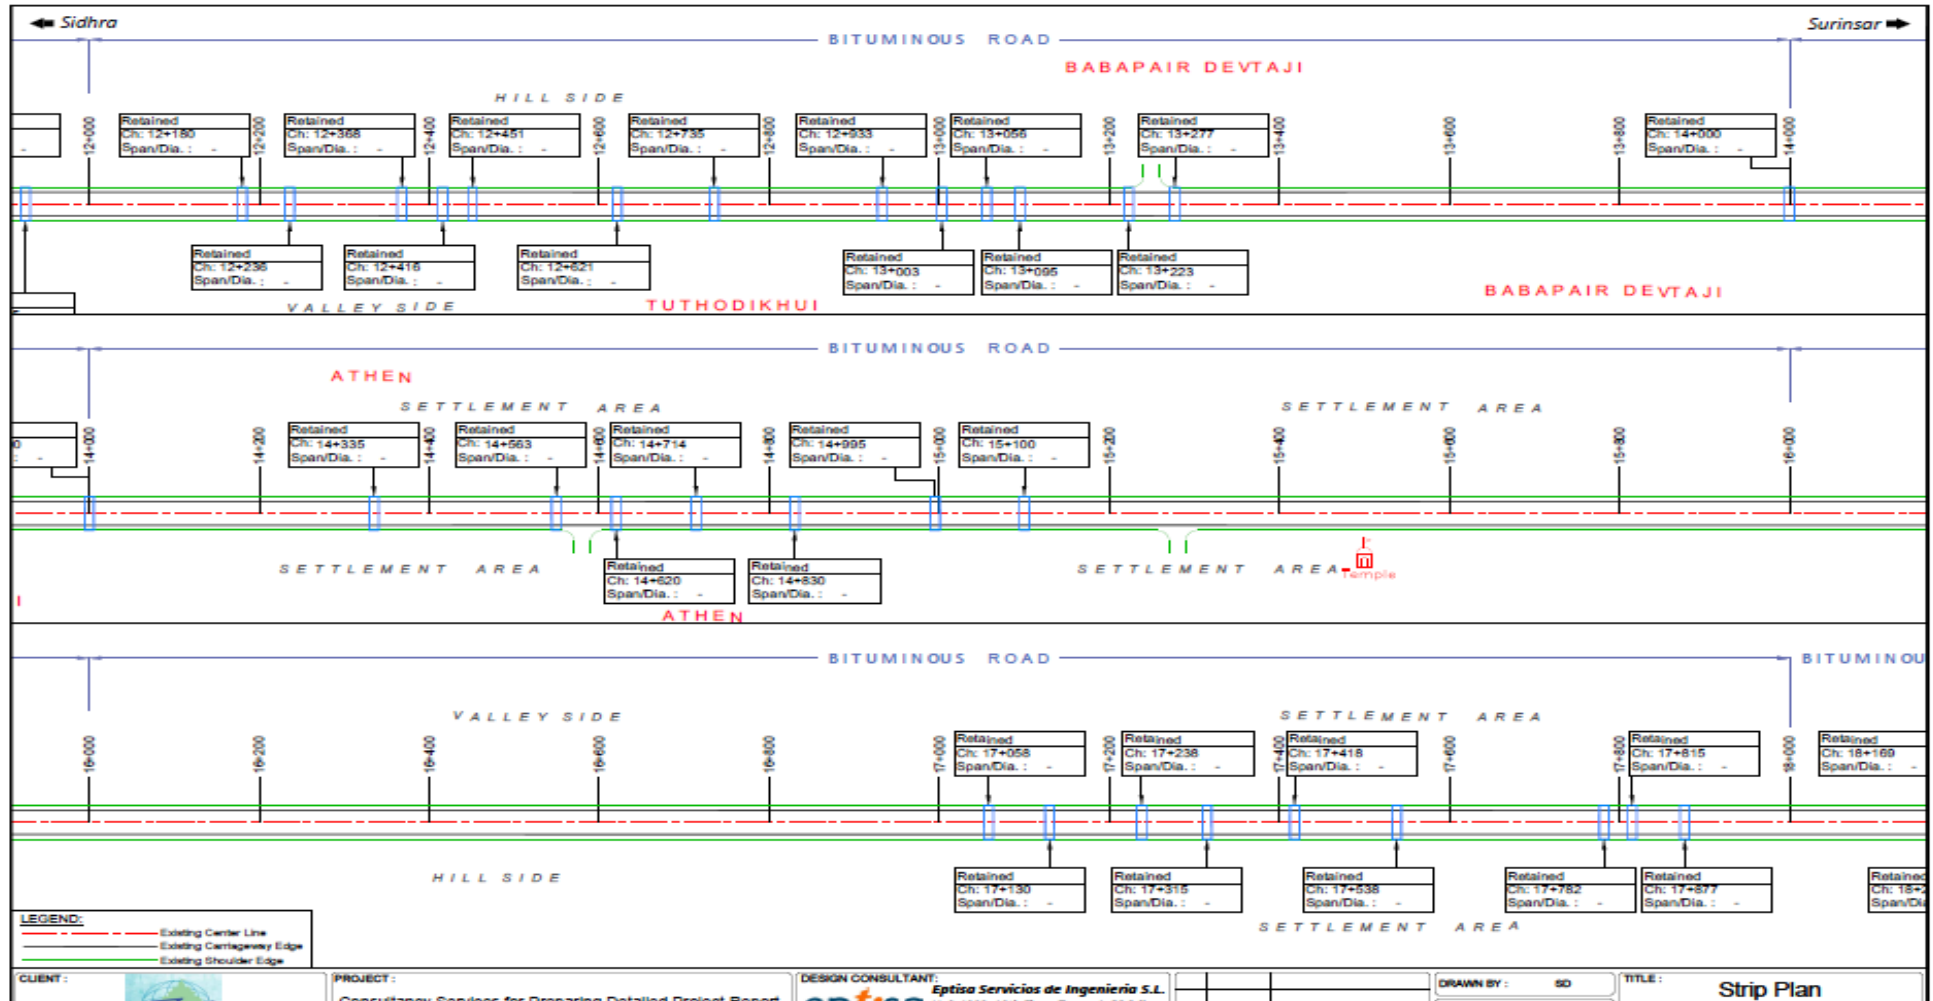 Sidhra
Surinsar
BITUMINOUS ROAD
BABAPAIR DEVTAJI
HILL SIDE
12+000
Retained
Ch: 12+180
Span/Dia. : -
12+200
Retained
Ch: 12+368
Span/Dia. : -
12+400
Retained
Ch: 12+451
Span/Dia. : -
12+600
Retained
Ch: 12+735
Span/Dia. : -
12+800
Retained
Ch: 12+933
Span/Dia. : -
13+000
Retained
Ch: 13+056
Span/Dia. : -
13+200
Retained
Ch: 13+277
Span/Dia. : -
13+400
13+600
13+800
Retained
Ch: 14+000
Span/Dia. : -
14+000
Retained
Ch: 12+236
Span/Dia. : -
Retained
Ch: 12+416
Span/Dia. : -
Retained
Ch: 12+621
Span/Dia. : -
Retained
Ch: 13+003
Span/Dia. : -
Retained
Ch: 13+095
Span/Dia. : -
Retained
Ch: 13+223
Span/Dia. : -
VALLEY SIDE
TUTHODIKHUI
BABAPAIR DEVTAJI
BITUMINOUS ROAD
ATHEN
SETTLEMENT AREA
SETTLEMENT AREA
0
: -
14+000
14+200
Retained
Ch: 14+335
Span/Dia. : -
14+400
Retained
Ch: 14+563
Span/Dia. : -
14+600
Retained
Ch: 14+714
Span/Dia. : -
14+800
Retained
Ch: 14+995
Span/Dia. : -
15+000
Retained
Ch: 15+100
Span/Dia. : -
15+200
15+400
15+600
15+800
16+000
SETTLEMENT AREA
Retained
Ch: 14+620
Span/Dia. : -
Retained
Ch: 14+830
Span/Dia. : -
SETTLEMENT AREA
Temple
I
ATHEN
BITUMINOUS ROAD
BITUMINOU
VALLEY SIDE
SETTLEMENT AREA
16+000
16+200
16+400
16+600
16+800
17+000
Retained
Ch: 17+058
Span/Dia. : -
17+200
Retained
Ch: 17+238
Span/Dia. : -
17+400
Retained
Ch: 17+418
Span/Dia. : -
17+600
17+800
Retained
Ch: 17+815
Span/Dia. : -
18+000
Retained
Ch: 18+169
Span/Dia. : -
HILL SIDE
Retained
Ch: 17+130
Span/Dia. : -
Retained
Ch: 17+315
Span/Dia. : -
Retained
Ch: 17+538
Span/Dia. : -
Retained
Ch: 17+782
Span/Dia. : -
Retained
Ch: 17+877
Span/Dia. : -
Retained
Ch: 18+2
Span/Dia
SETTLEMENT AREA
LEGEND:
Existing Center Line
Existing Carriageway Edge
Existing Shoulder Edge
CLIENT :
PROJECT :
Consultancy Services for Preparing Detailed Project Report
DESIGN CONSULTANT:
eptisa
Eptisa Servicios de Ingenieria S.L.
DRAWN BY : SD
TITLE :
Strip Plan